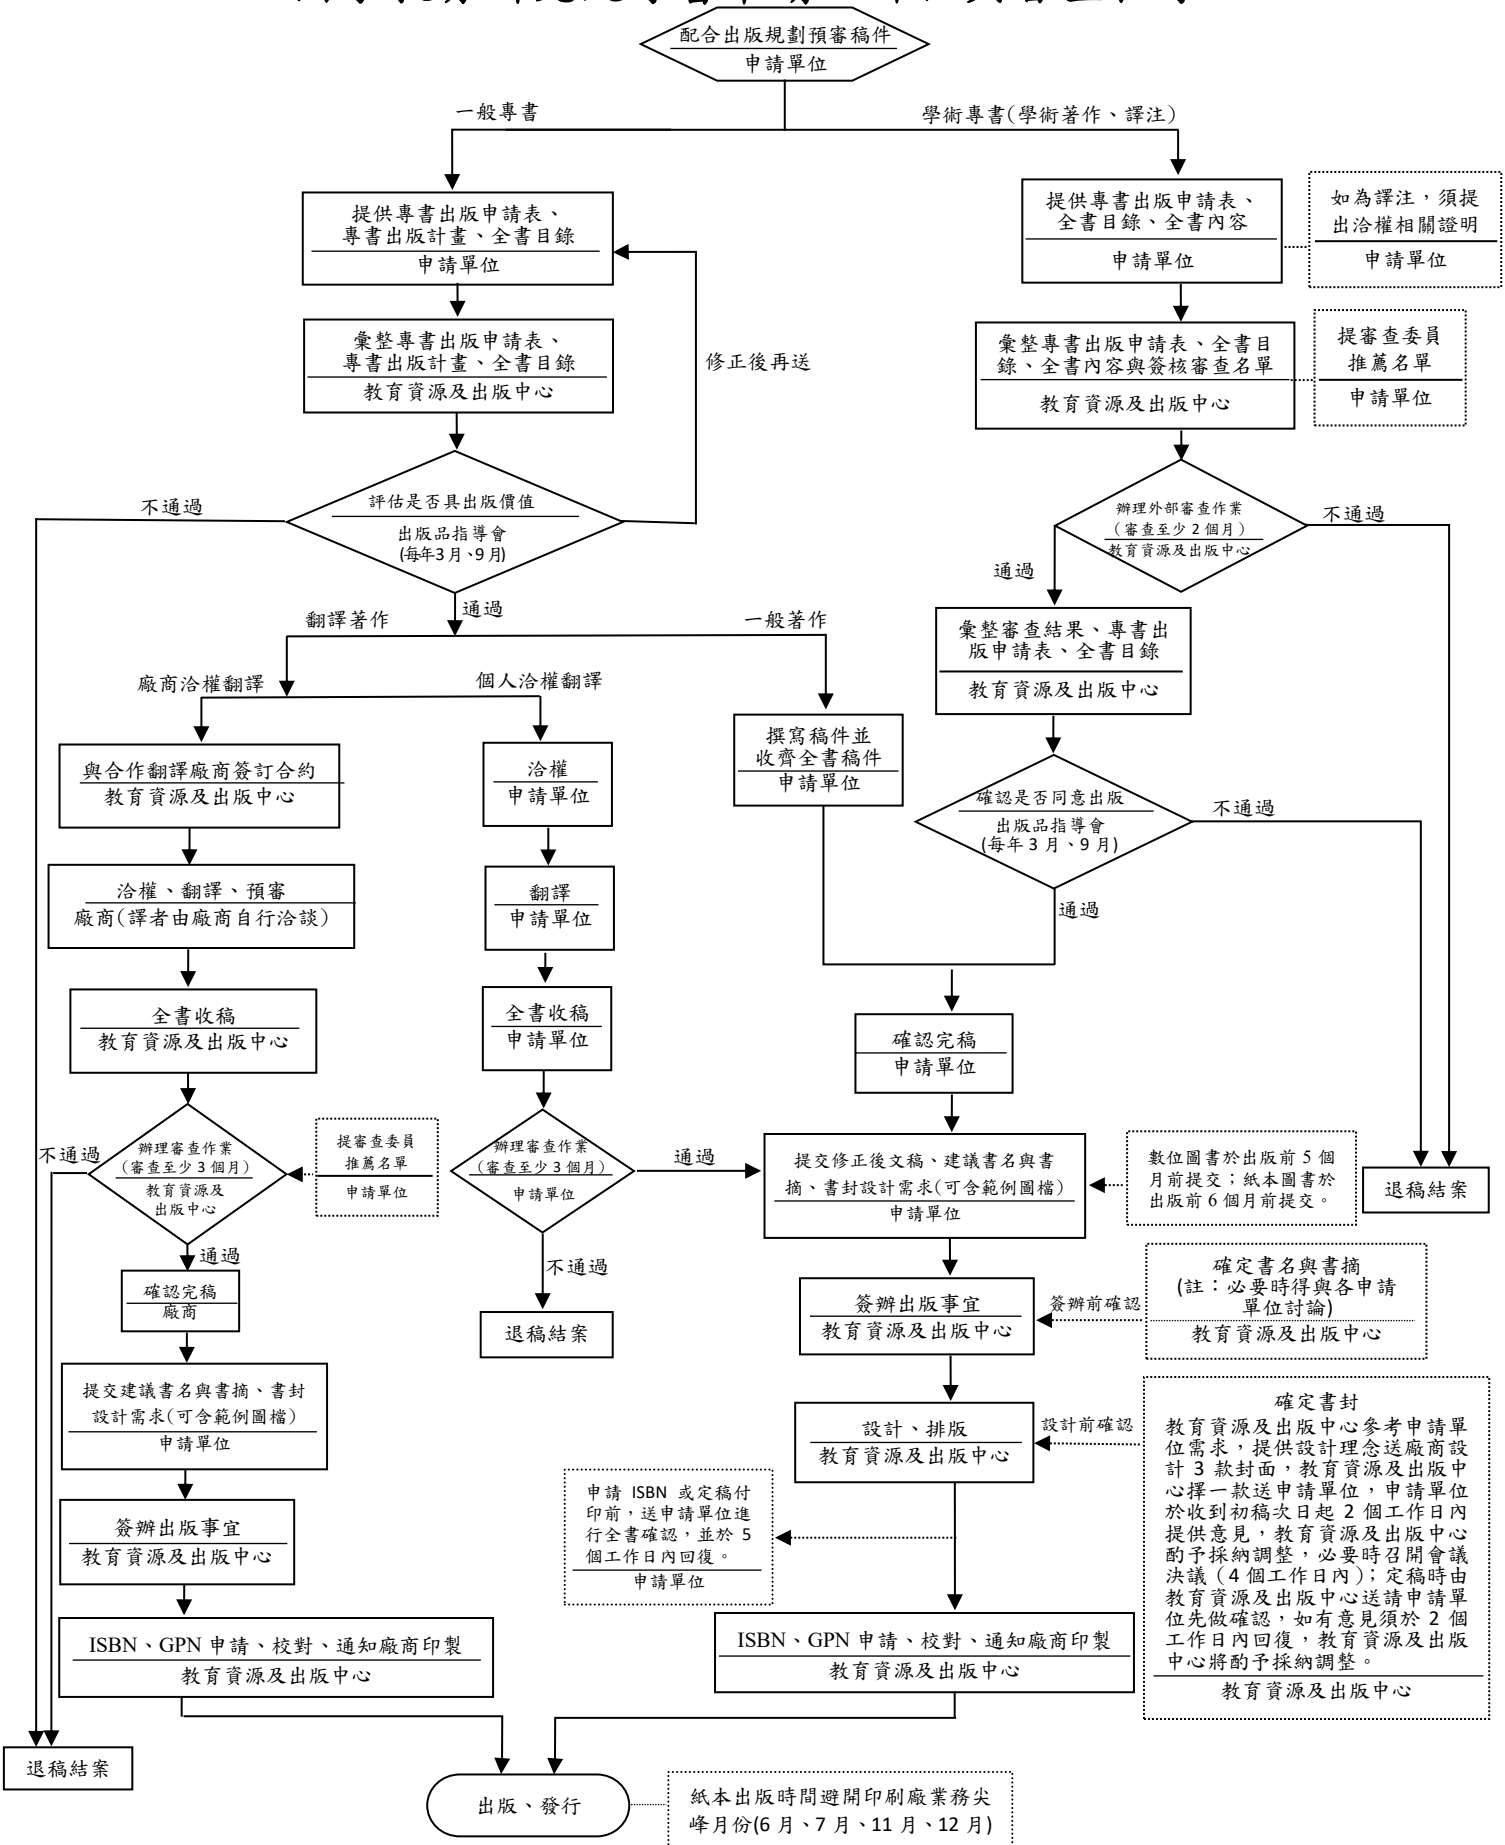 配合出版規劃預審稿件
申請單位
一般專書
學術專書(學術著作、譯注)
提供專書出版申請表、
專書出版計畫、全書目錄
申請單位
提供專書出版申請表、
全書目錄、全書內容
申請單位
如為譯注，須提
出洽權相關證明
申請單位
彙整專書出版申請表、
專書出版計畫、全書目錄
教育資源及出版中心
修正後再送
彙整專書出版申請表、全書目
錄、全書內容與簽核審查名單
教育資源及出版中心
提審查委員
推薦名單
申請單位
不通過
評估是否具出版價值
出版品指導會
(每年3月、9月)
辦理外部審查作業
（審查至少 2 個月）
教育資源及出版中心
不通過
通過
通過
翻譯著作
一般著作
彙整審查結果、專書出
版申請表、全書目錄
教育資源及出版中心
廠商洽權翻譯
個人洽權翻譯
與合作翻譯廠商簽訂合約
教育資源及出版中心
洽權
申請單位
撰寫稿件並
收齊全書稿件
申請單位
確認是否同意出版
出版品指導會
(每年 3 月、9 月)
不通過
通過
洽權、翻譯、預審
廠商(譯者由廠商自行洽談)
翻譯
申請單位
全書收稿
教育資源及出版中心
全書收稿
申請單位
確認完稿
申請單位
不通過
辦理審查作業
（審查至少 3 個月）
教育資源及
出版中心
提審查委員
推薦名單
申請單位
辦理審查作業
（審查至少 3 個月）
申請單位
通過
提交修正後文稿、建議書名與書
摘、書封設計需求(可含範例圖檔)
申請單位
數位圖書於出版前 5 個
月前提交；紙本圖書於
出版前 6 個月前提交。
退稿結案
通過
不通過
確認完稿
廠商
退稿結案
簽辦出版事宜
教育資源及出版中心
簽辦前確認
確定書名與書摘
(註：必要時得與各申請
單位討論)
教育資源及出版中心
提交建議書名與書摘、書封
設計需求(可含範例圖檔)
申請單位
設計、排版
教育資源及出版中心
設計前確認
確定書封
教育資源及出版中心參考申請單
位需求，提供設計理念送廠商設
計 3 款封面，教育資源及出版中
心擇一款送申請單位，申請單位
於收到初稿次日起 2 個工作日內
提供意見，教育資源及出版中心
酌予採納調整，必要時召開會議
決議（4 個工作日內）；定稿時由
教育資源及出版中心送請申請單
位先做確認，如有意見須於 2 個
工作日內回復，教育資源及出版
中心將酌予採納調整。
教育資源及出版中心
申請 ISBN 或定稿付
印前，送申請單位進
行全書確認，並於 5
個工作日內回復。
申請單位
簽辦出版事宜
教育資源及出版中心
ISBN、GPN 申請、校對、通知廠商印製
教育資源及出版中心
ISBN、GPN 申請、校對、通知廠商印製
教育資源及出版中心
退稿結案
出版、發行
紙本出版時間避開印刷廠業務尖
峰月份(6 月、7 月、11 月、12 月)